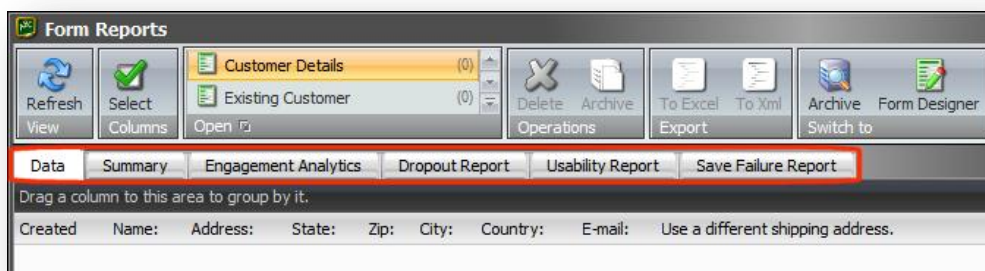 Form Reports
Customer Details (0)
Existing Customer (0)
Refresh Select Delete Archive To Excel To Xml Archive Form Designer
View Columns Open Operations Export Switch to
Data Summary Engagement Analytics Dropout Report Usability Report Save Failure Report
Drag a column to this area to group by it.
Created Name: Address: State: Zip: City: Country: E-mail: Use a different shipping address.